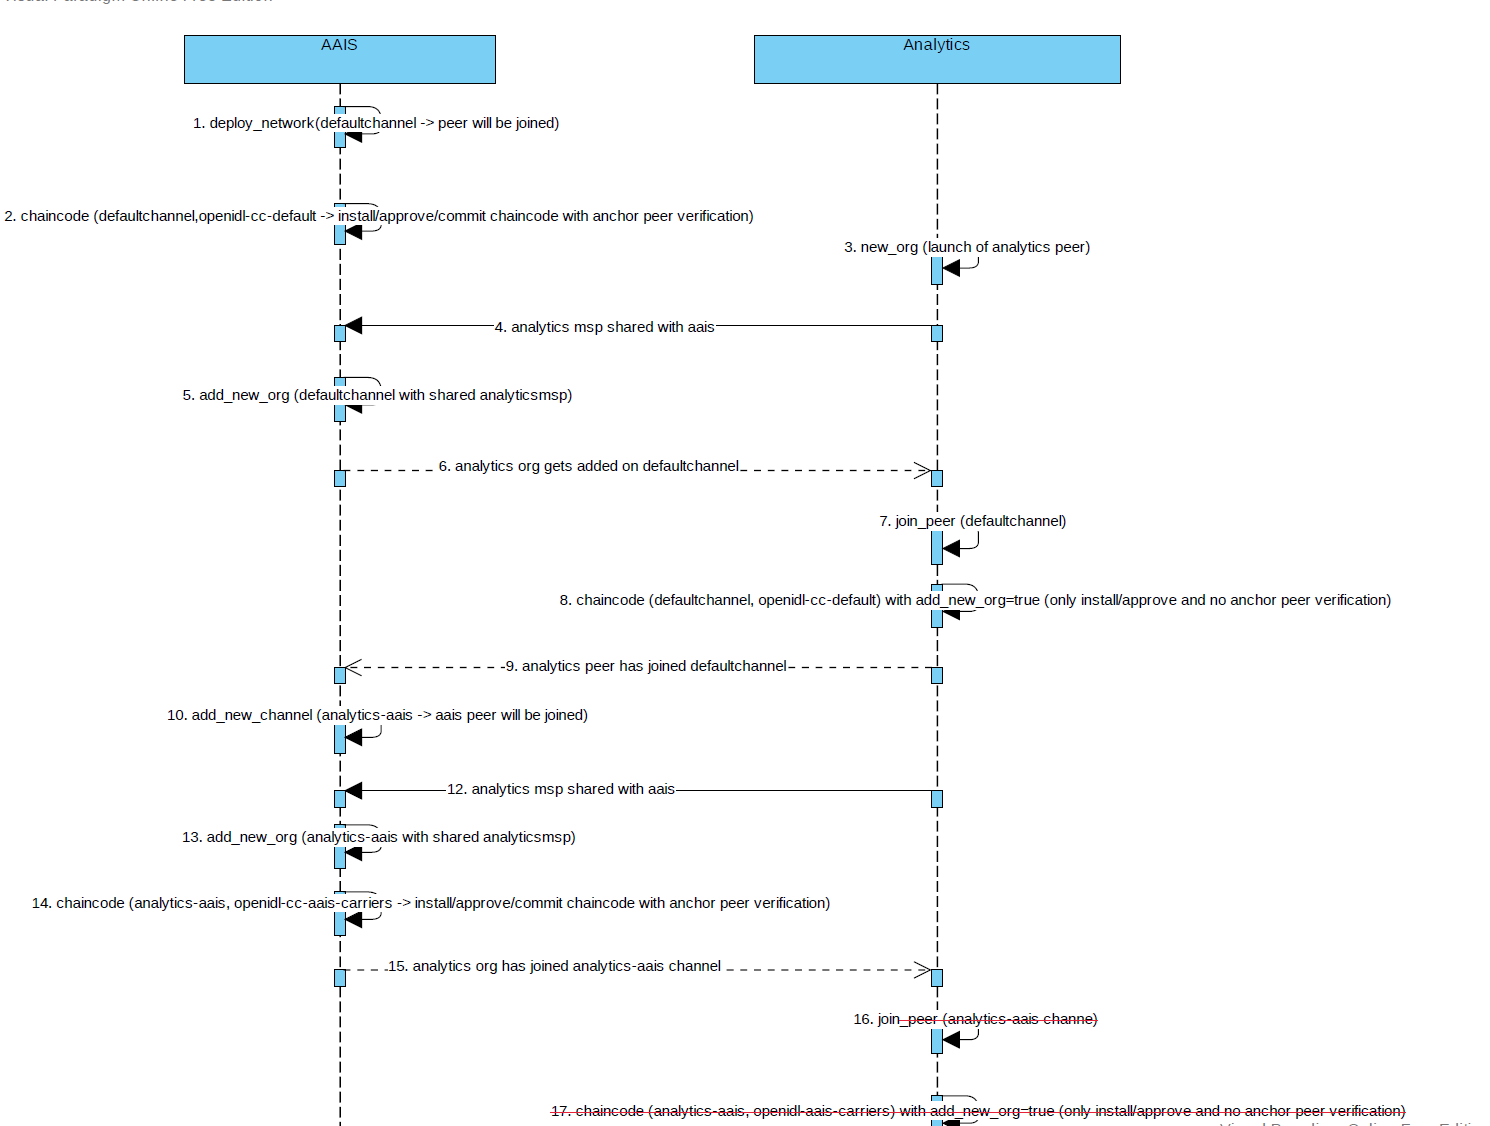 Visual Paradigm Online Free Edition
AAIS
Analytics
1. deploy_network(defaultchannel -> peer will be joined)
2. chaincode (defaultchannel,openidl-cc-default -> install/approve/commit chaincode with anchor peer verification)
3. new_org (launch of analytics peer)
4. analytics msp shared with aais
5. add_new_org (defaultchannel with shared analyticsmsp)
6. analytics org gets added on defaultchannel
7. join_peer (defaultchannel)
8. chaincode (defaultchannel, openidl-cc-default) with add_new_org=true (only install/approve and no anchor peer verification)
9. analytics peer has joined defaultchannel
10. add_new_channel (analytics-aais -> aais peer will be joined)
12. analytics msp shared with aais
13. add_new_org (analytics-aais with shared analyticsmsp)
14. chaincode (analytics-aais, openidl-cc-aais-carriers -> install/approve/commit chaincode with anchor peer verification)
15. analytics org has joined analytics-aais channel
16. join_peer (analytics-aais channe)
17. chaincode (analytics-aais, openidl-aais-carriers) with add_new_org=true (only install/approve and no anchor peer verification)